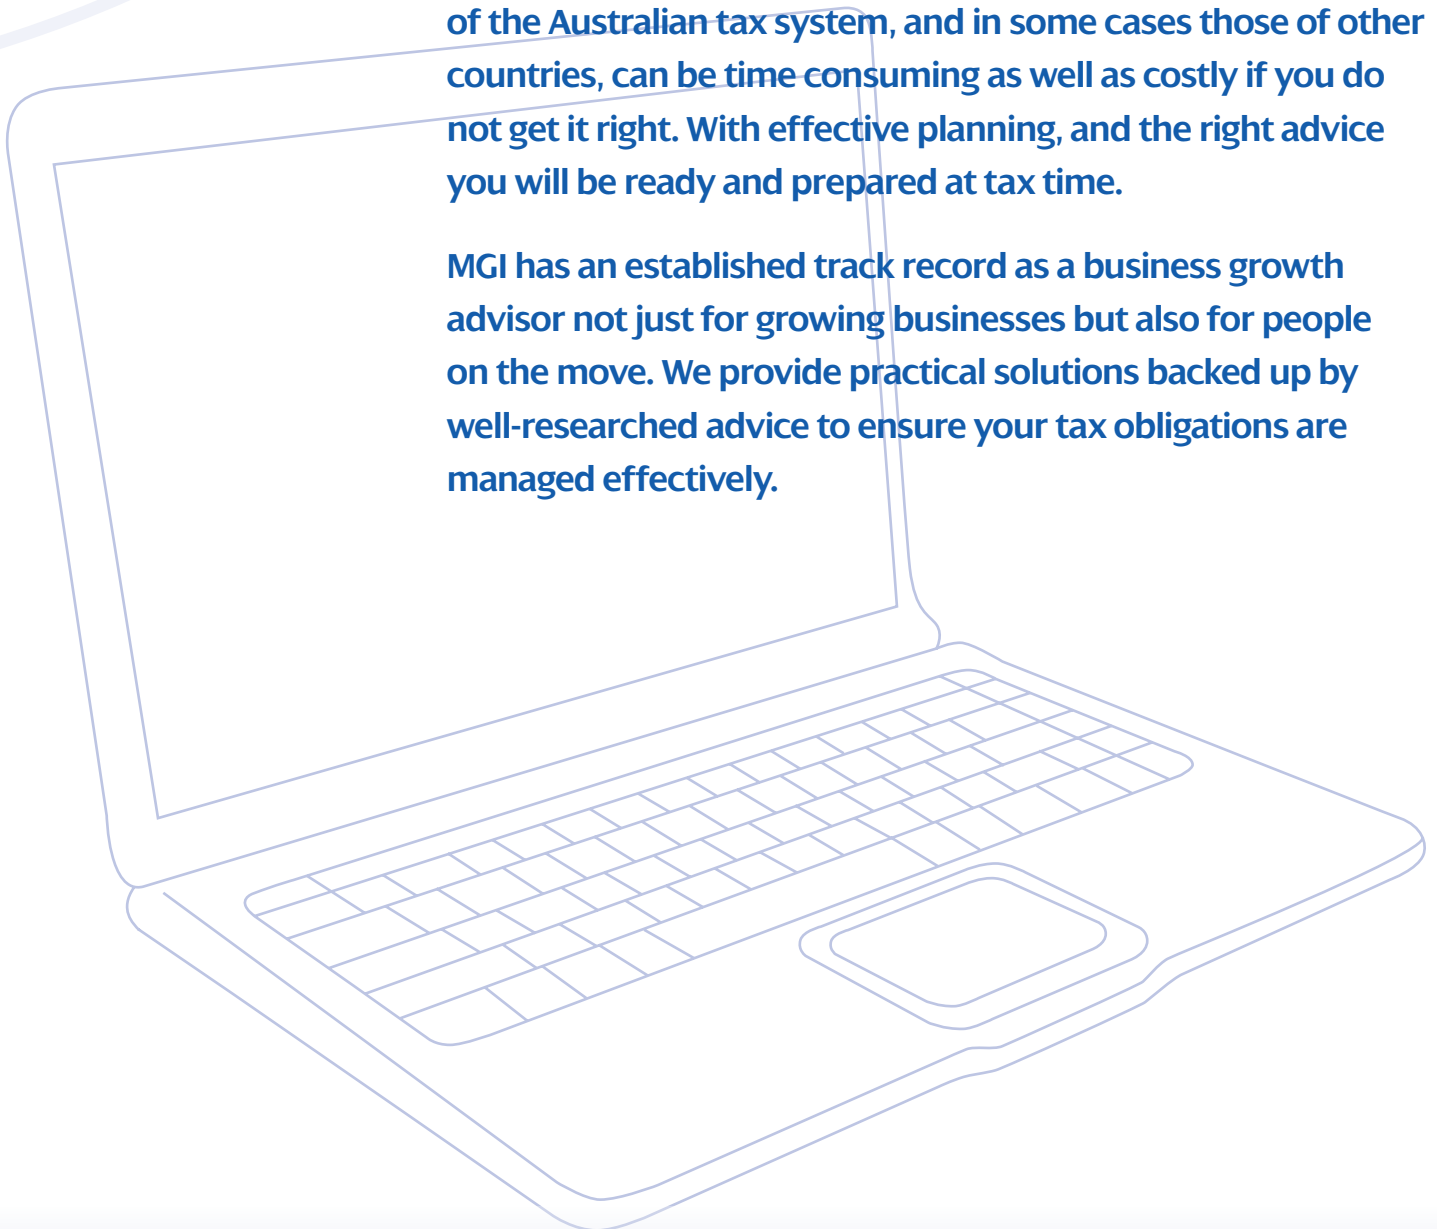 of the Australian tax system, and in some cases those of other
countries, can be time consuming as well as costly if you do
not get it right. With effective planning, and the right advice
you will be ready and prepared at tax time.
MGI has an established track record as a business growth
advisor not just for growing businesses but also for people
on the move. We provide practical solutions backed up by
well-researched advice to ensure your tax obligations are
managed effectively.